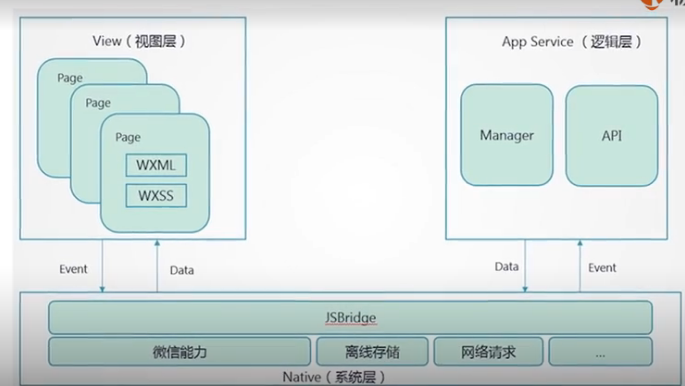 View（视图层）
Page
Page
Page
WXML
WXSS
App Service（逻辑层）
Manager
API
Event
Data
Data
Event
JSBridge
微信能力
离线存储
网络请求
...
Native（系统层）